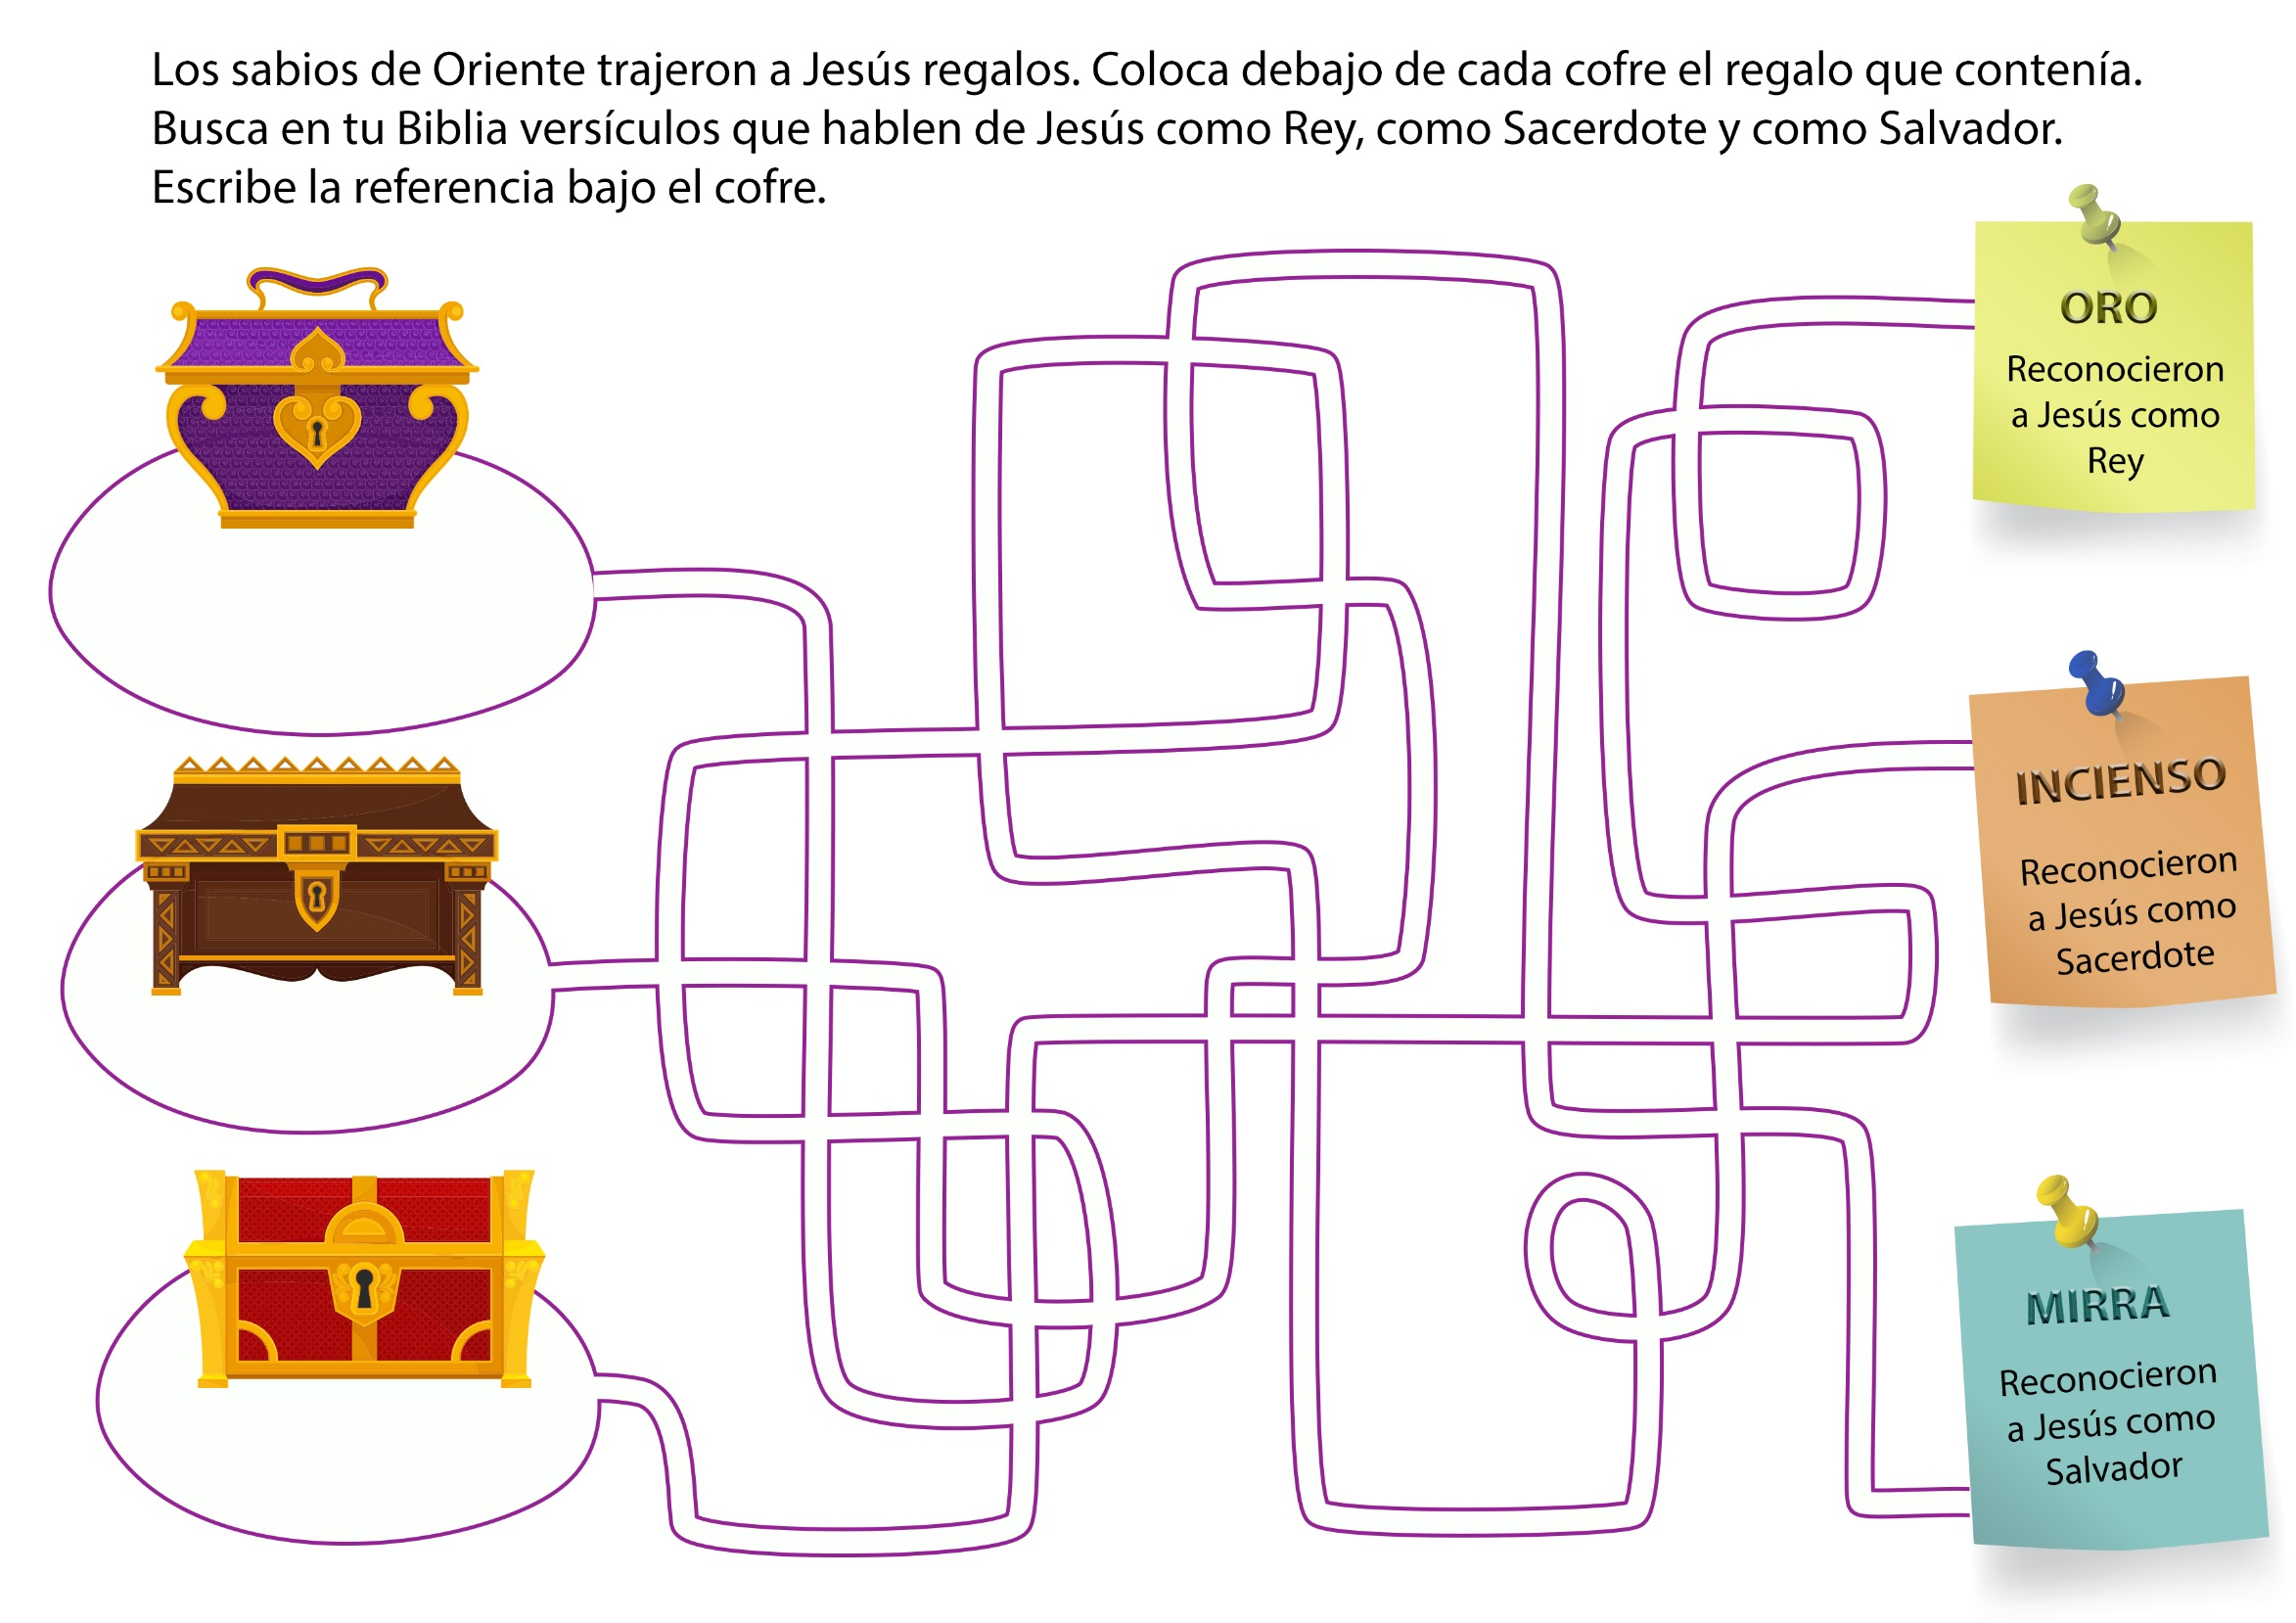 Los sabios de Oriente trajeron a Jesús regalos. Coloca debajo de cada cofre el regalo que contenía.
Busca en tu Biblia versículos que hablen de Jesús como Rey, como Sacerdote y como Salvador.
Escribe la referencia bajo el cofre.
ORO
Reconocieron
a Jesús como
Rey
INCIENSO
Reconocieron
a Jesús como
Sacerdote
MIRRA
Reconocieron
a Jesús como
Salvador